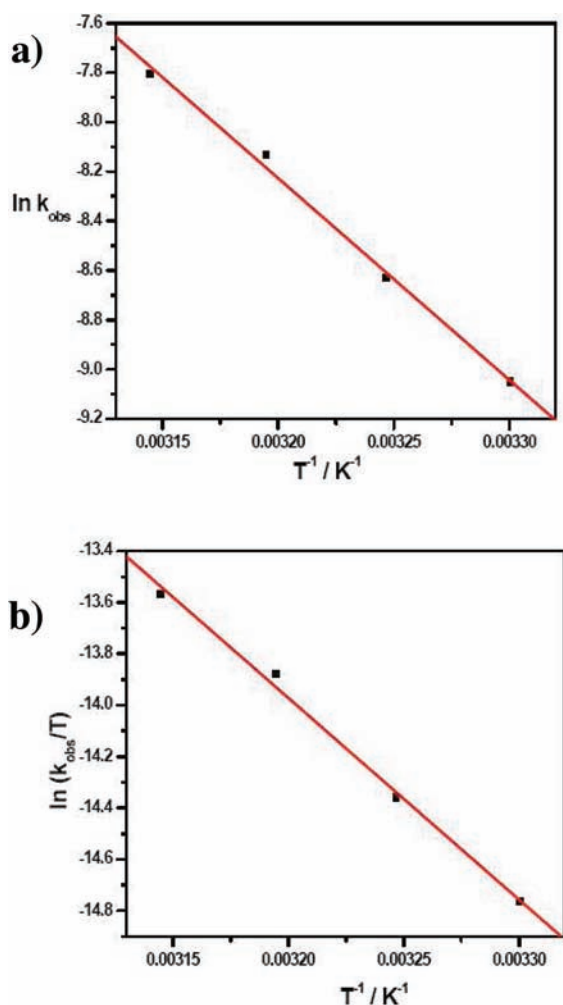 a)
-7.6
-7.8
-8.0
-8.2
ln k_obs
-8.4
-8.6
-8.8
-9.0
-9.2
0.00315 0.00320 0.00325 0.00330
T⁻¹ / K⁻¹
b)
-13.4
-13.6
-13.8
-14.0
-14.2
-14.4
-14.6
-14.8
ln (k_obs/T)
0.00315 0.00320 0.00325 0.00330
T⁻¹ / K⁻¹